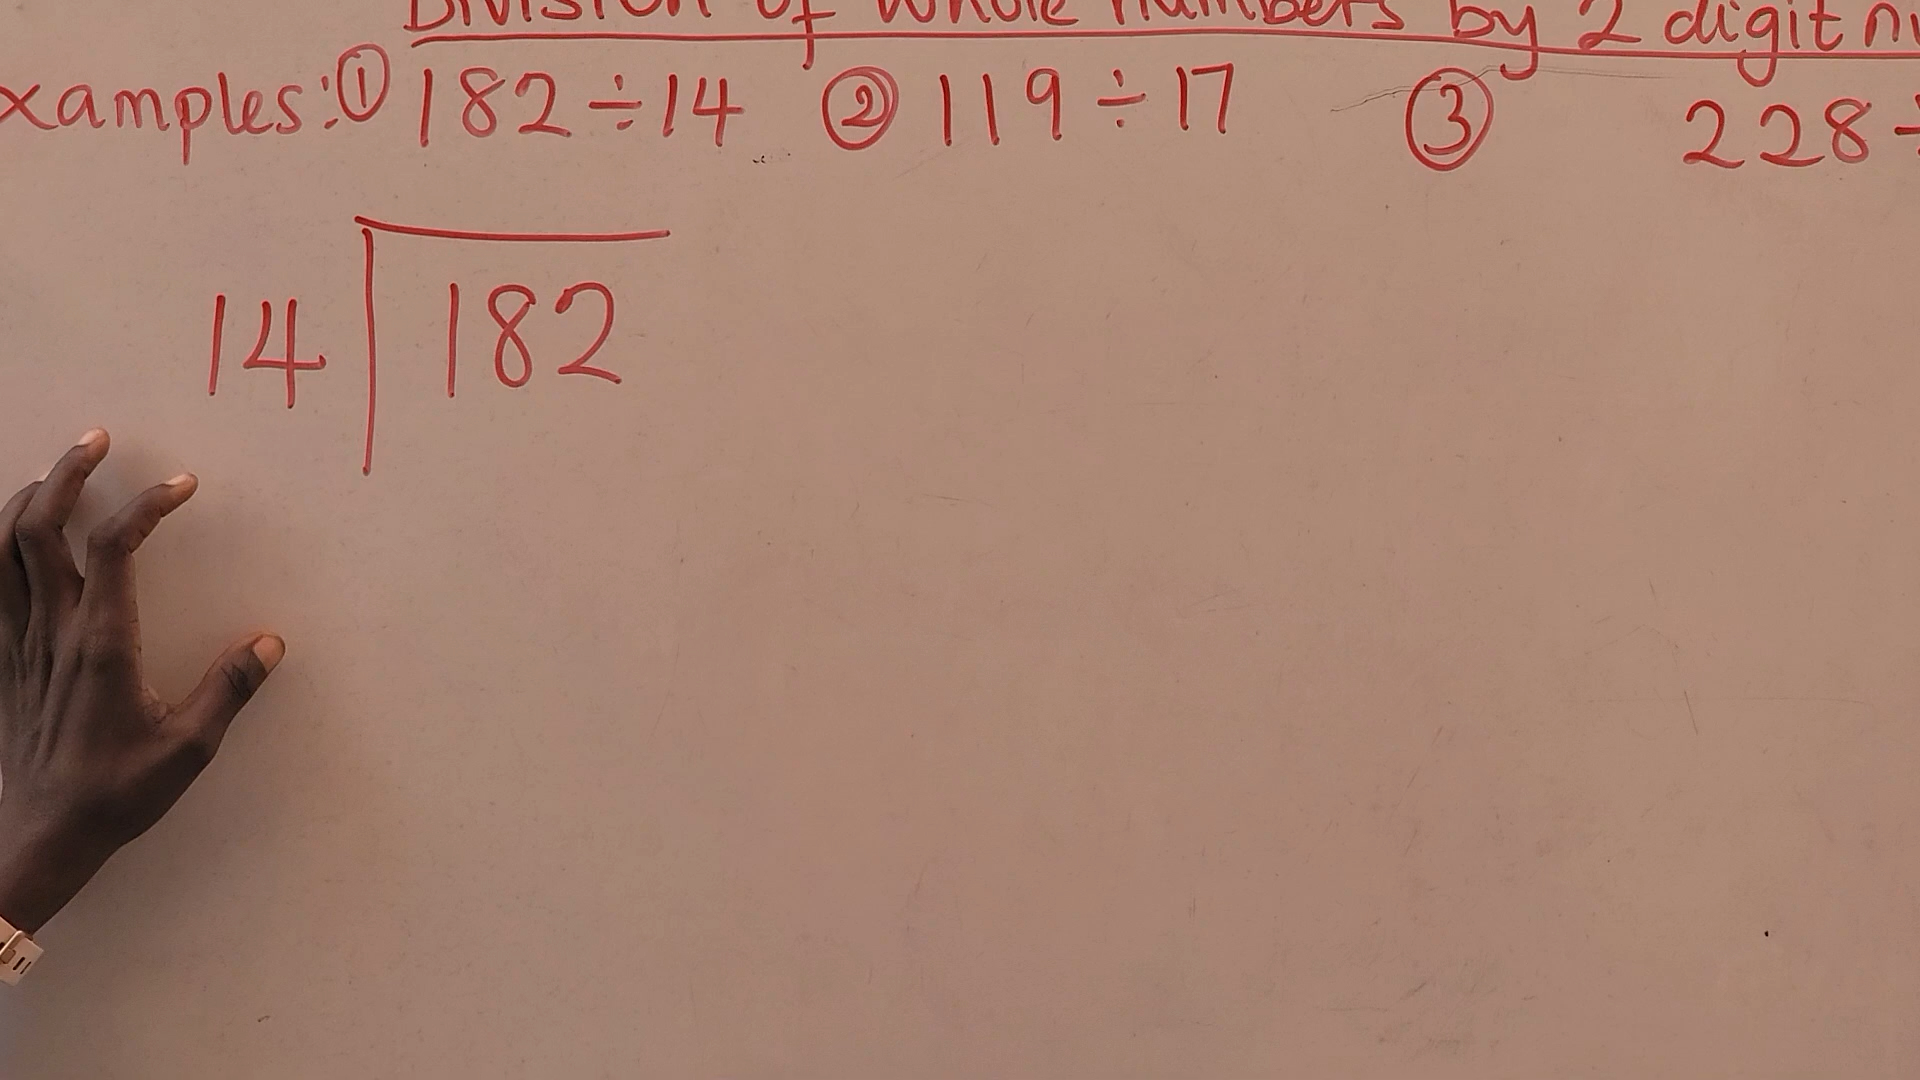 Division of whole numbers by 2 digit
xamples: ① 182 ÷ 14 ② 119 ÷ 17 ③ 228 ÷
14 182